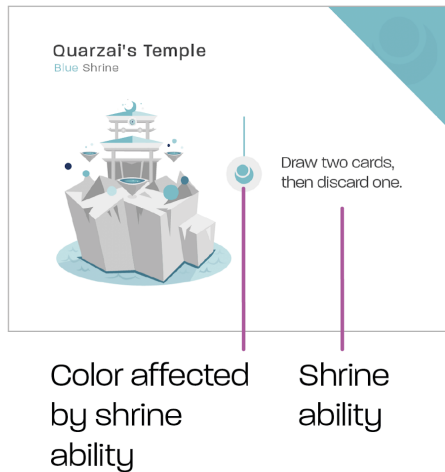 Quarzai's Temple
Blue Shrine
Draw two cards,
then discard one.
Color affected
by shrine
ability
Shrine
ability